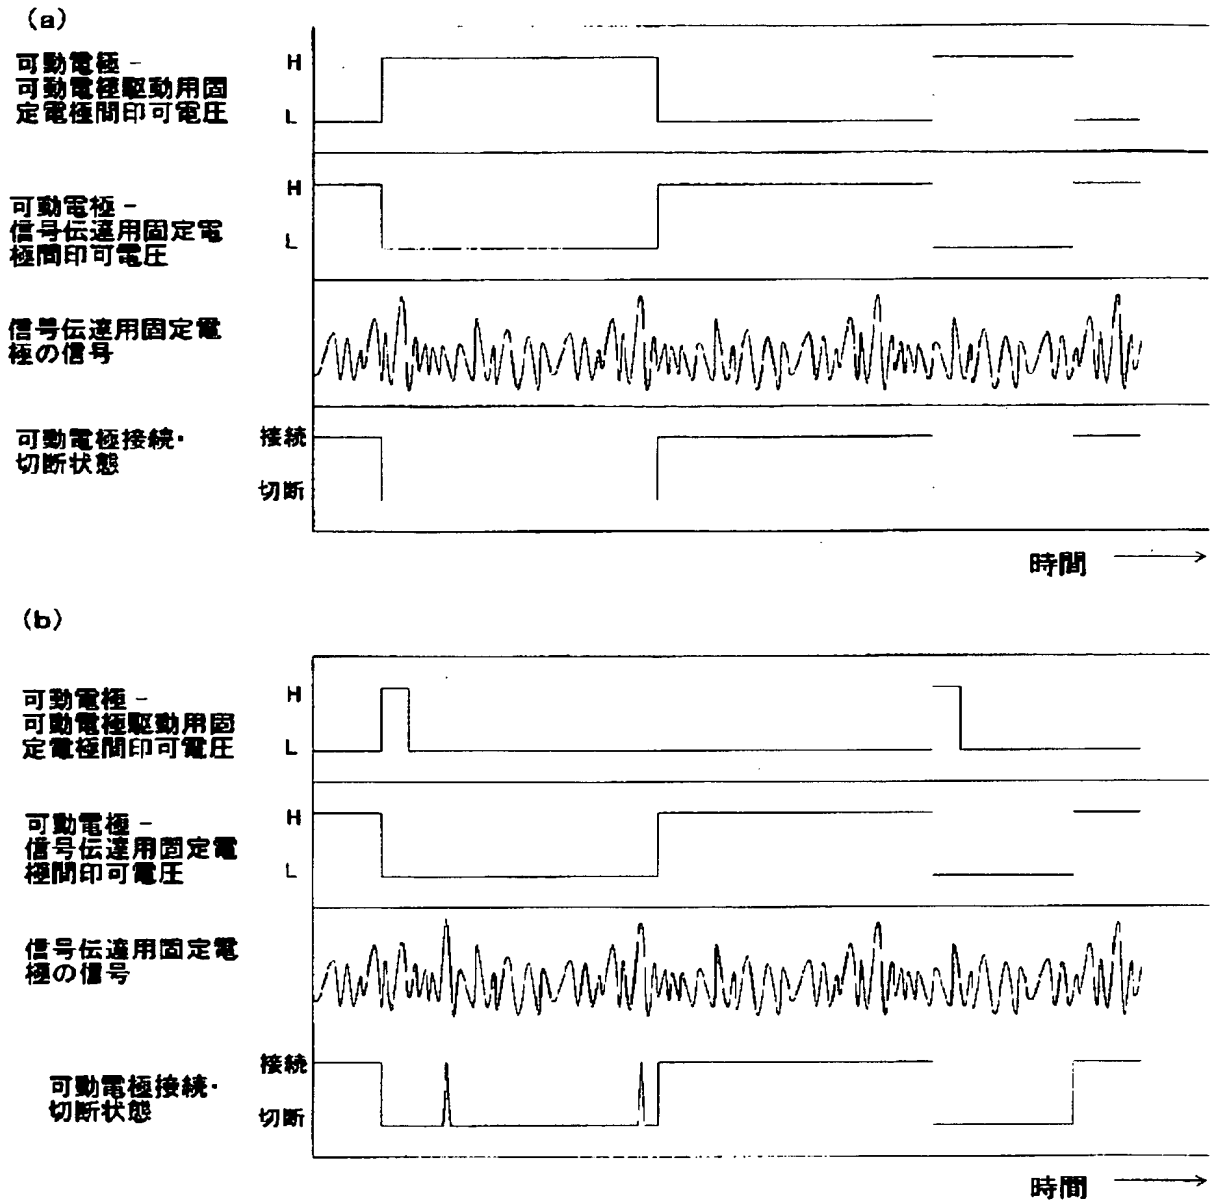 (a)
可動電極 -
可動電極駆動用固
定電極間印可電圧
H
L
可動電極 -
信号伝達用固定電
極間印可電圧
H
L
信号伝達用固定電
極の信号
可動電極接続・
切断状態
接続
切断
時間
(b)
可動電極 -
可動電極駆動用固
定電極間印可電圧
H
L
可動電極 -
信号伝達用固定電
極間印可電圧
H
L
信号伝達用固定電
極の信号
可動電極接続・
切断状態
接続
切断
時間